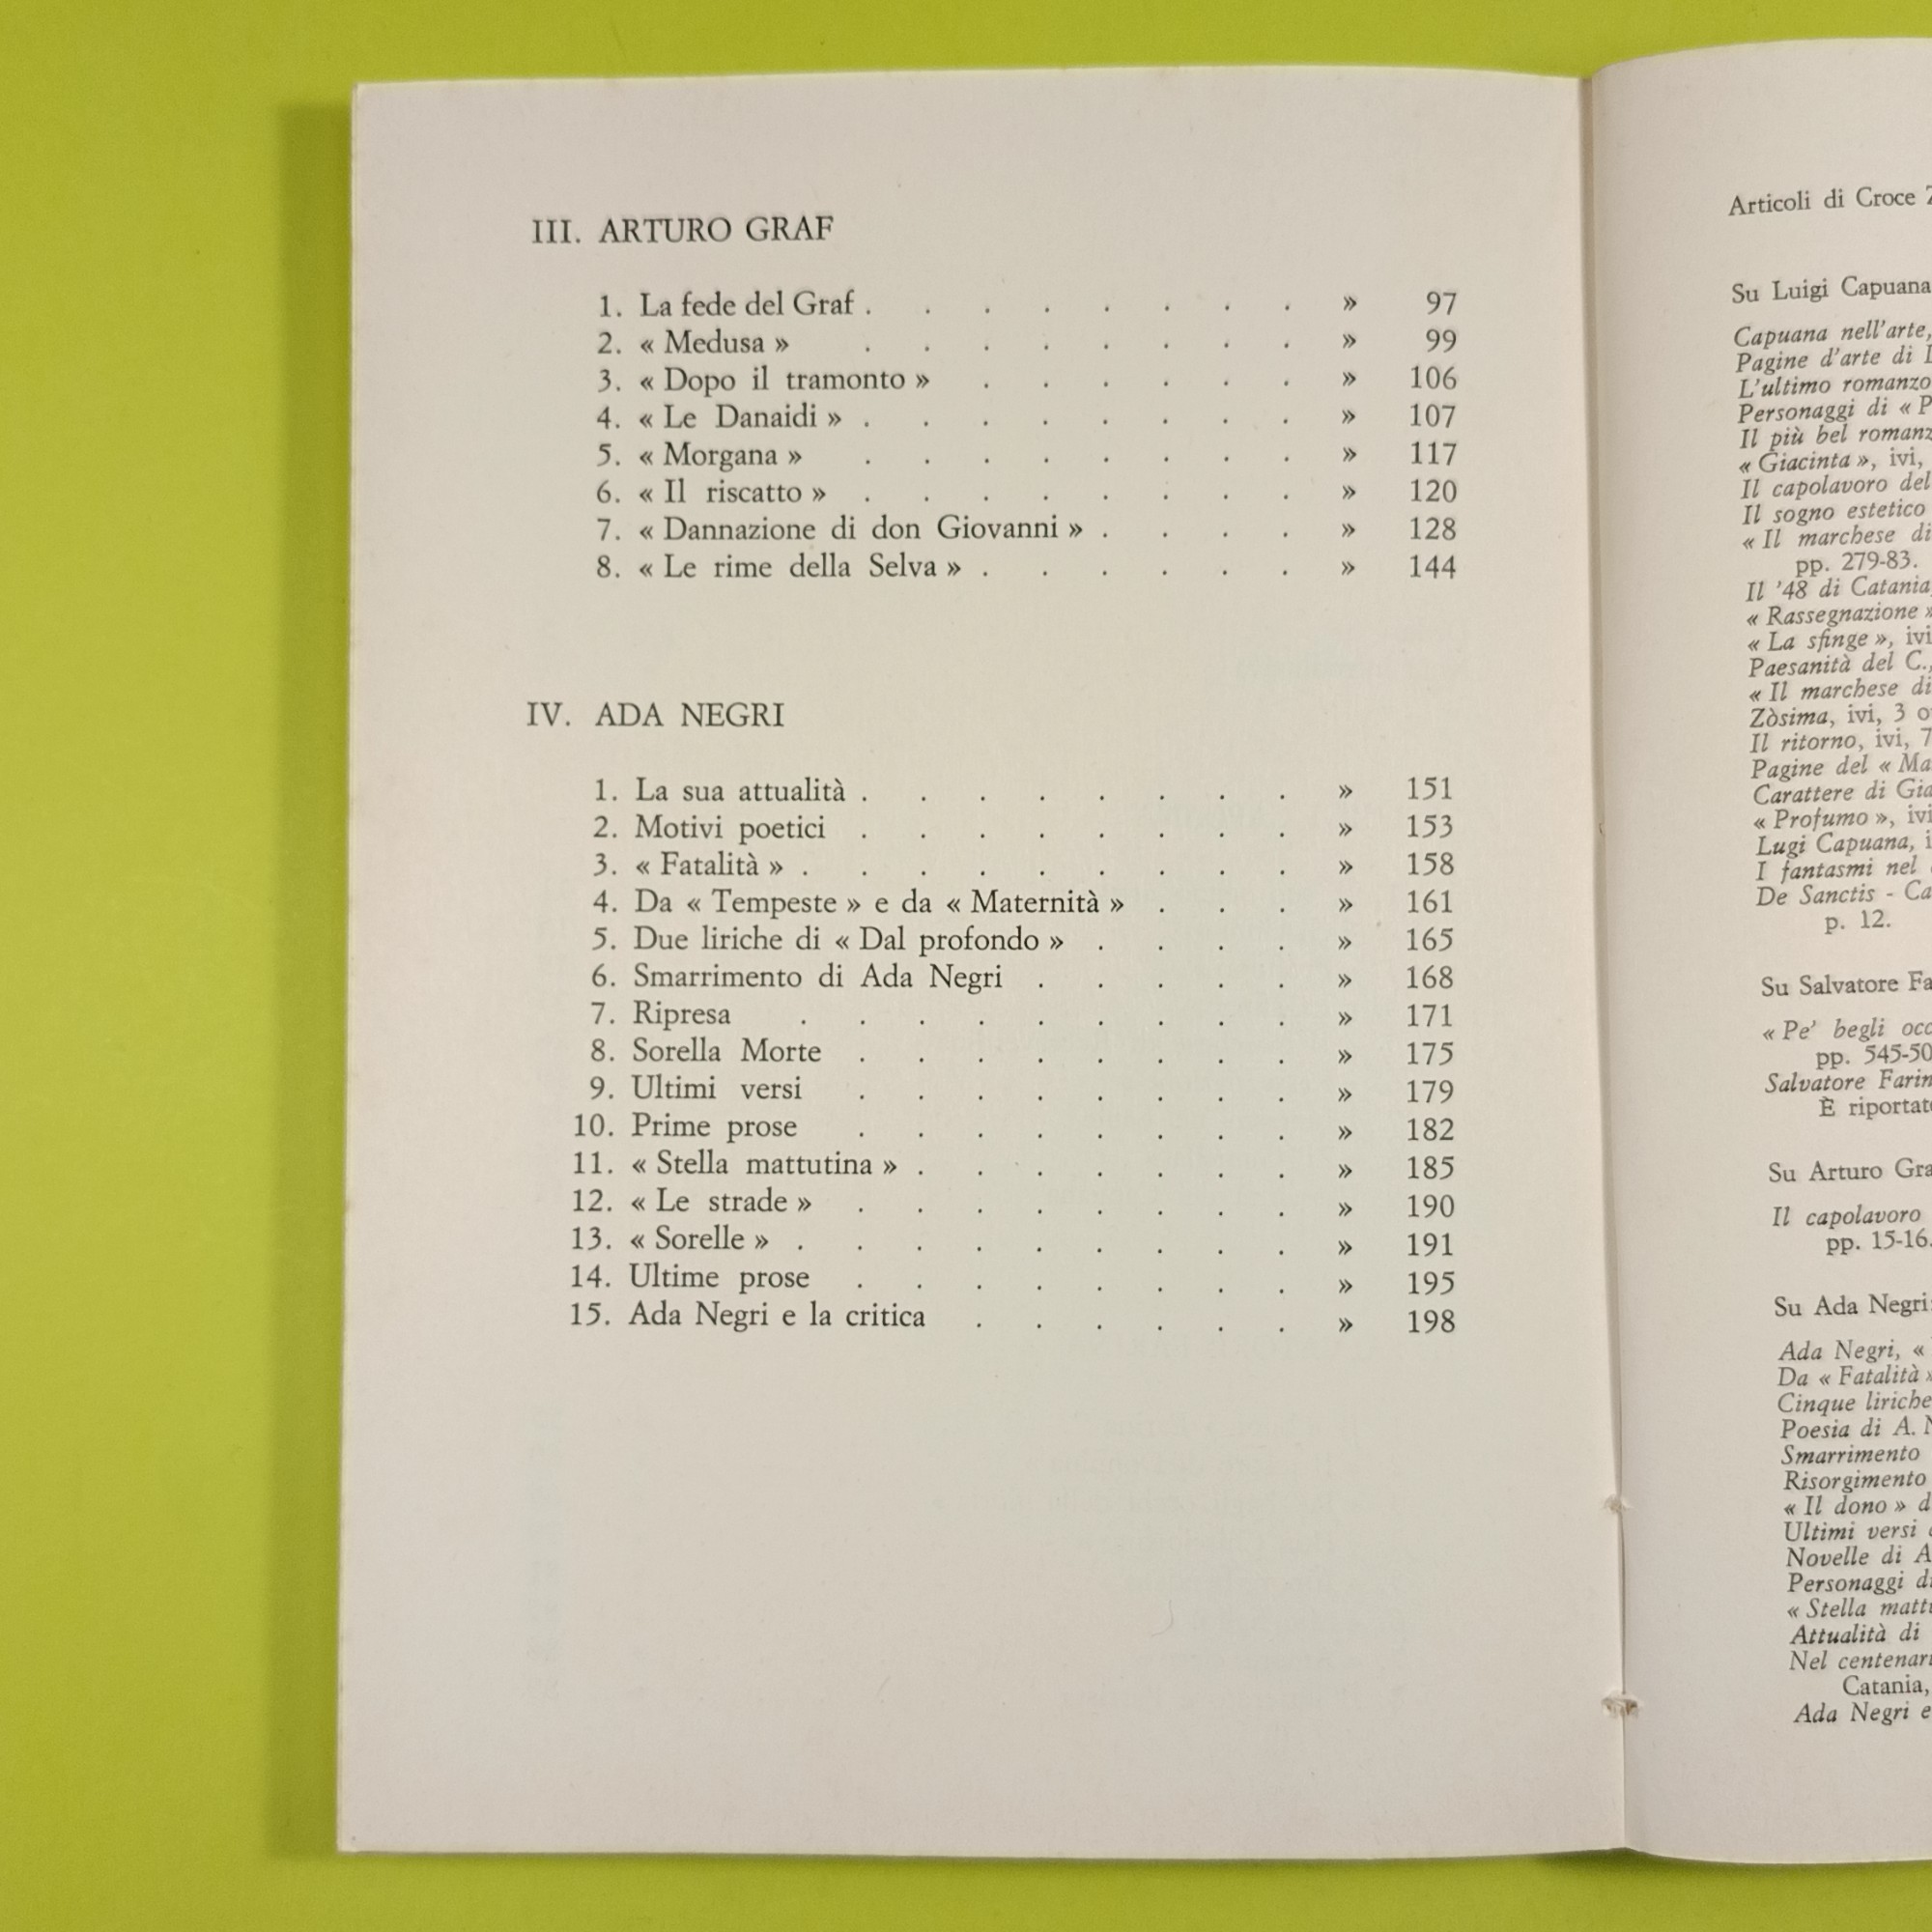 III. ARTURO GRAF
1. La fede del Graf . . . . . . . . » 97
2. « Medusa » . . . . . . . . » 99
3. « Dopo il tramonto » . . . . . . » 106
4. « Le Danaidi » . . . . . . . . » 107
5. « Morgana » . . . . . . . . » 117
6. « Il riscatto » . . . . . . . . » 120
7. « Dannazione di don Giovanni » . . . . » 128
8. « Le rime della Selva » . . . . . . » 144
IV. ADA NEGRI
1. La sua attualità . . . . . . . . » 151
2. Motivi poetici . . . . . . . . » 153
3. « Fatalità » . . . . . . . . . » 158
4. Da « Tempeste » e da « Maternità » . . . » 161
5. Due liriche di « Dal profondo » . . . . » 165
6. Smarrimento di Ada Negri . . . . . » 168
7. Ripresa . . . . . . . . . » 171
8. Sorella Morte . . . . . . . . » 175
9. Ultimi versi . . . . . . . . » 179
10. Prime prose . . . . . . . . » 182
11. « Stella mattutina » . . . . . . . » 185
12. « Le strade » . . . . . . . . » 190
13. « Sorelle » . . . . . . . . . » 191
14. Ultime prose . . . . . . . . » 195
15. Ada Negri e la critica . . . . . . » 198
Articoli di Croce
Su Luigi Capuana
Capuana nell'arte,
Pagine d'arte di
L'ultimo romanzo
Personaggi di «
Il più bel
« Giacinta », ivi,
Il capolavoro del
Il sogno estetico
« Il marchese di
pp. 279-83.
Il '48 di Catania,
« Rassegnazione »
« La sfinge », ivi
Paesanità del C.,
« Il marchese di
Zòsima, ivi, 3
Il ritorno, ivi, 7
Pagine del «
Carattere di
« Profumo », ivi
Lugi Capuana,
I fantasmi nel
De Sanctis -
p. 12.
Su Salvatore
« Pe' begli
pp. 545-50
Salvatore
È
Su Arturo
Il capolavoro
pp. 15-16.
Su Ada Negri:
Ada Negri, «
Da « Fatalità »
Cinque liriche
Poesia di A.
Smarrimento
Risorgimento
« Il dono »
Ultimi versi
Novelle di
Personaggi
« Stella
Attualità di
Nel
Catania,
Ada Negri e